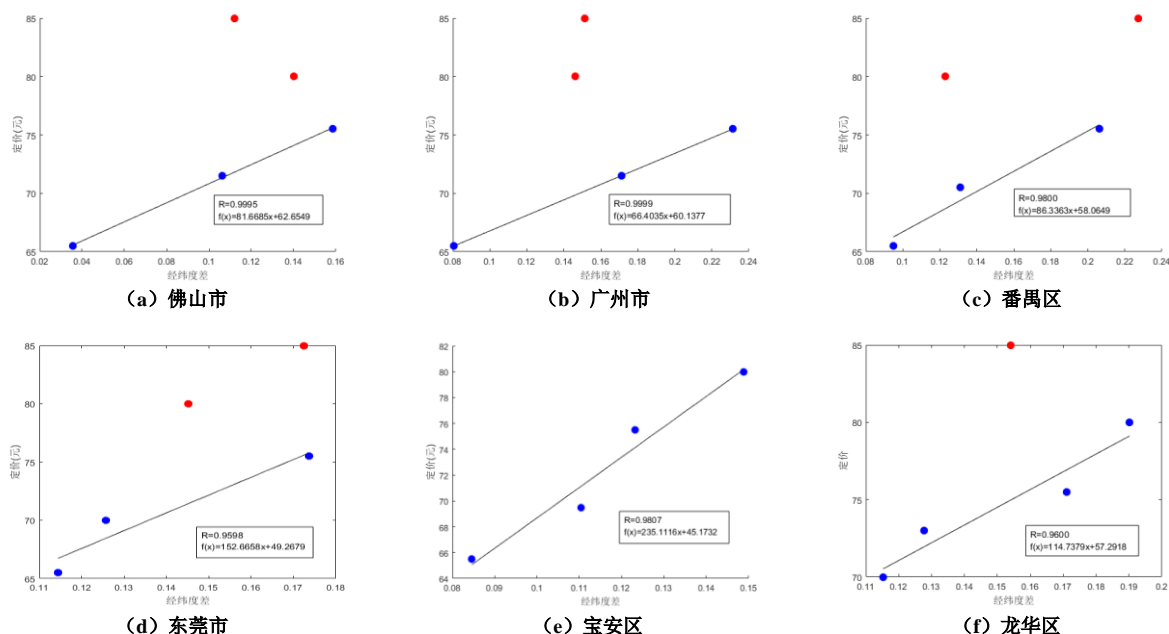 85
80
75
70
65
定价(元)
R=0.9995
f(x)=81.6685x+62.6549
0.02 0.04 0.06 0.08 0.1 0.12 0.14 0.16
经纬度差
（a）佛山市
85
80
75
70
65
定价(元)
R=0.9999
f(x)=66.4035x+60.1377
0.08 0.1 0.12 0.14 0.16 0.18 0.2 0.22 0.24
经纬度差
（b）广州市
85
80
75
70
65
定价(元)
R=0.9800
f(x)=86.3363x+58.0649
0.08 0.1 0.12 0.14 0.16 0.18 0.2 0.22 0.24
经纬度差
（c）番禺区
85
80
75
70
65
定价(元)
R=0.9598
f(x)=152.6658x+49.2679
0.11 0.12 0.13 0.14 0.15 0.16 0.17 0.18
经纬度差
（d）东莞市
82
80
78
76
74
72
70
68
66
64
定价(元)
R=0.9807
f(x)=235.1116x+45.1732
0.08 0.09 0.1 0.11 0.12 0.13 0.14 0.15
经纬度差
（e）宝安区
85
80
75
70
定价
R=0.9600
f(x)=114.7379x+57.2918
0.11 0.12 0.13 0.14 0.15 0.16 0.17 0.18 0.19 0.2
经纬度差
（f）龙华区